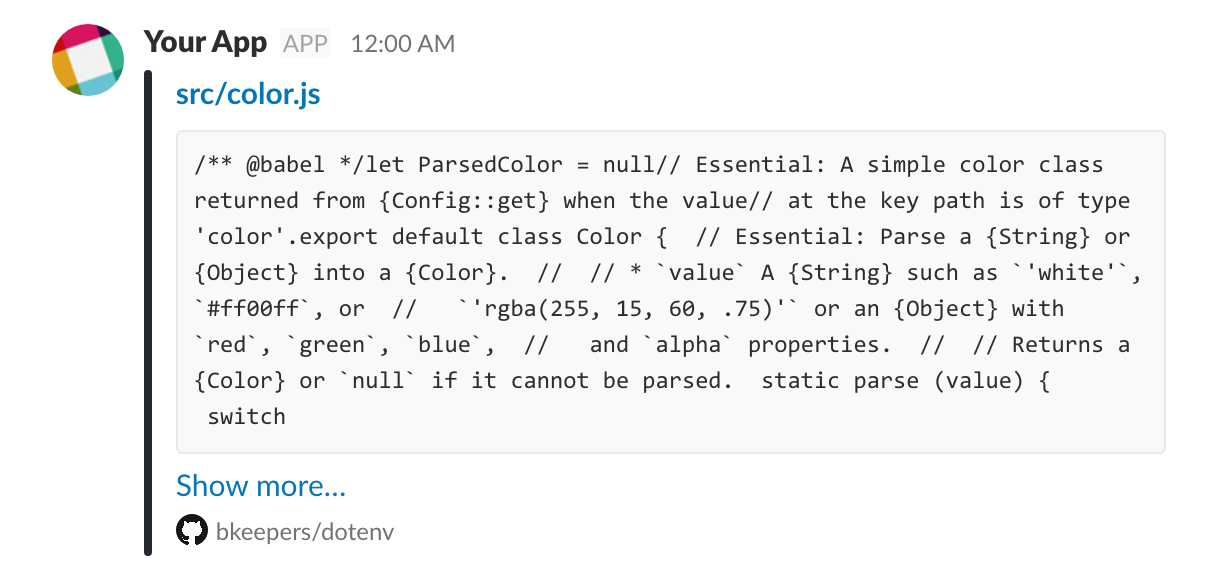 Your App APP 12:00 AM
src/color.js
/** @babel */let ParsedColor = null// Essential: A simple color class
returned from {Config::get} when the value// at the key path is of type
'color'.export default class Color {  // Essential: Parse a {String} or
{Object} into a {Color}.  //  // * `value` A {String} such as `'white'`,
`#ff00ff`, or  //   `'rgba(255, 15, 60, .75)'` or an {Object} with
`red`, `green`, `blue`,  //   and `alpha` properties.  //  // Returns a
{Color} or `null` if it cannot be parsed.  static parse (value) {
 switch
Show more...
bkeepers/dotenv